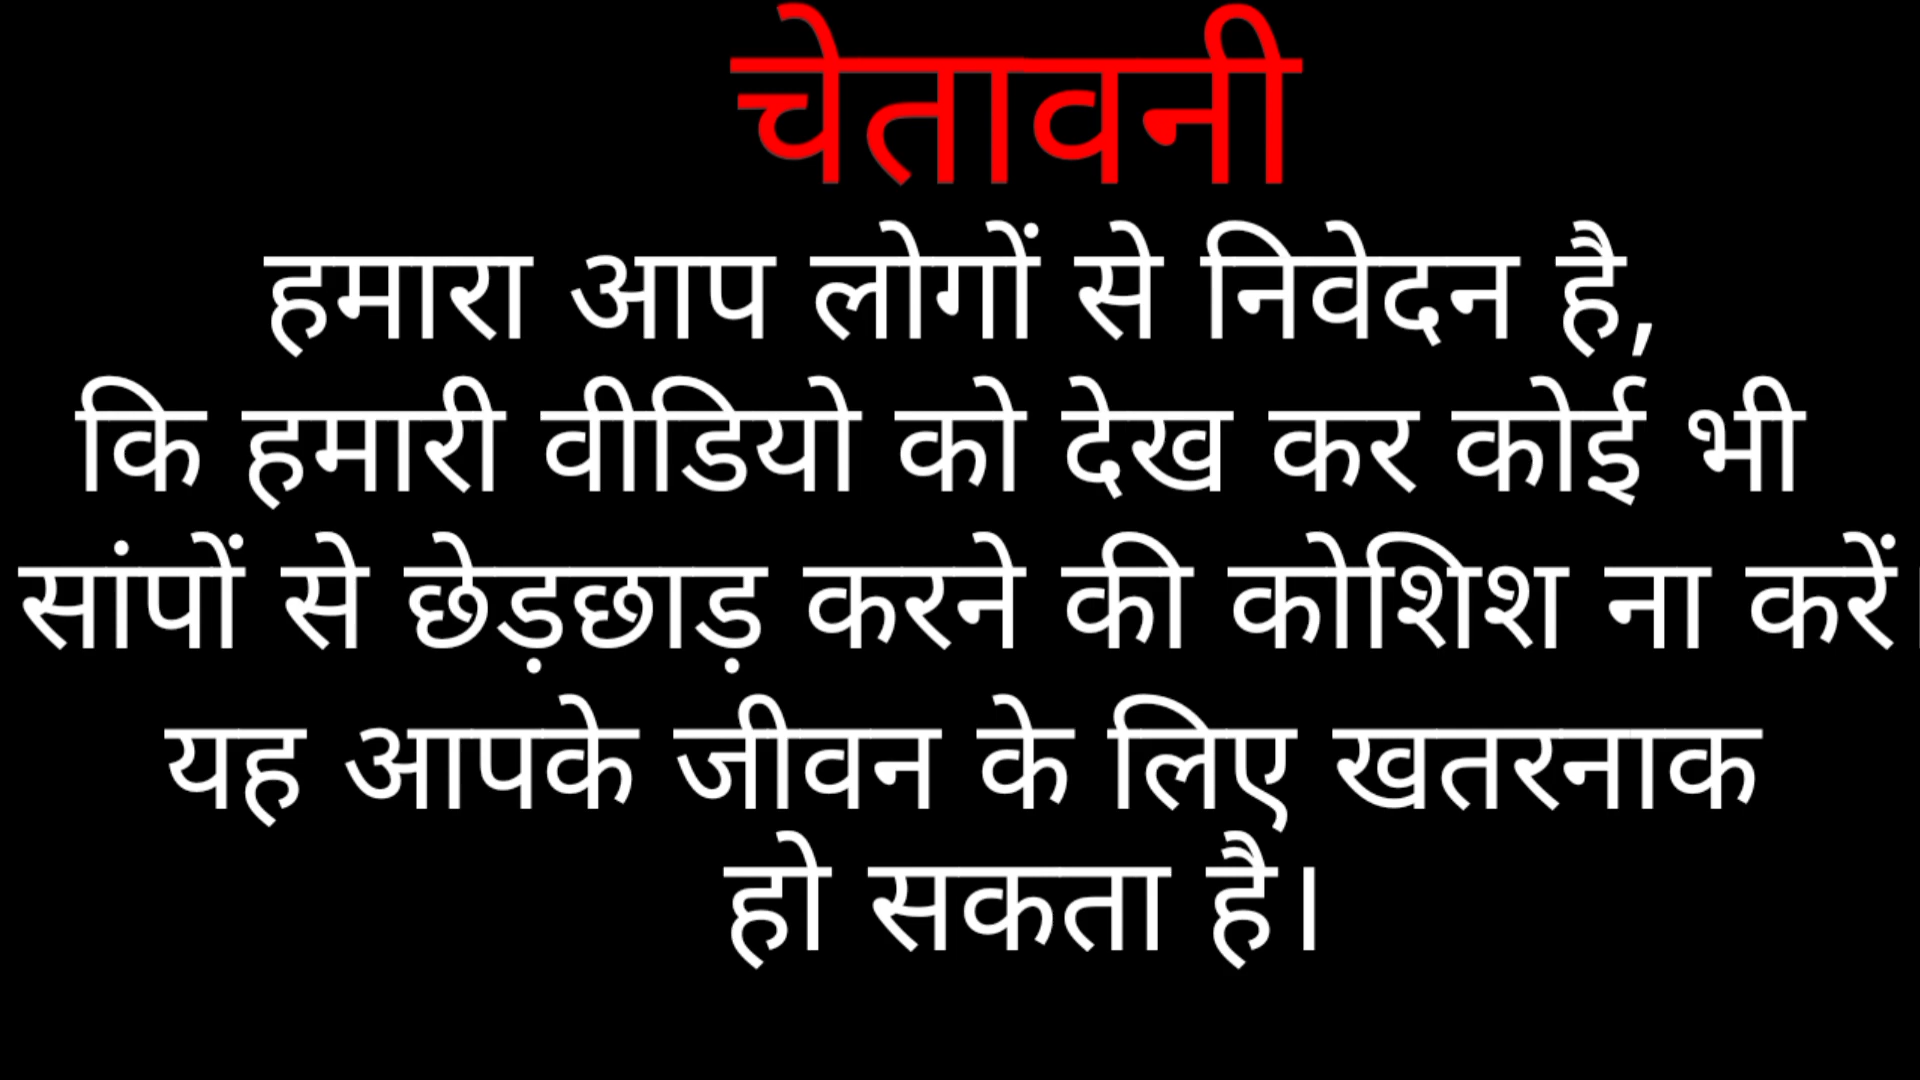 चेतावनी
हमारा आप लोगों से निवेदन है,
कि हमारी वीडियो को देख कर कोई भी
सांपों से छेड़छाड़ करने की कोशिश ना करें।
यह आपके जीवन के लिए खतरनाक
हो सकता है।